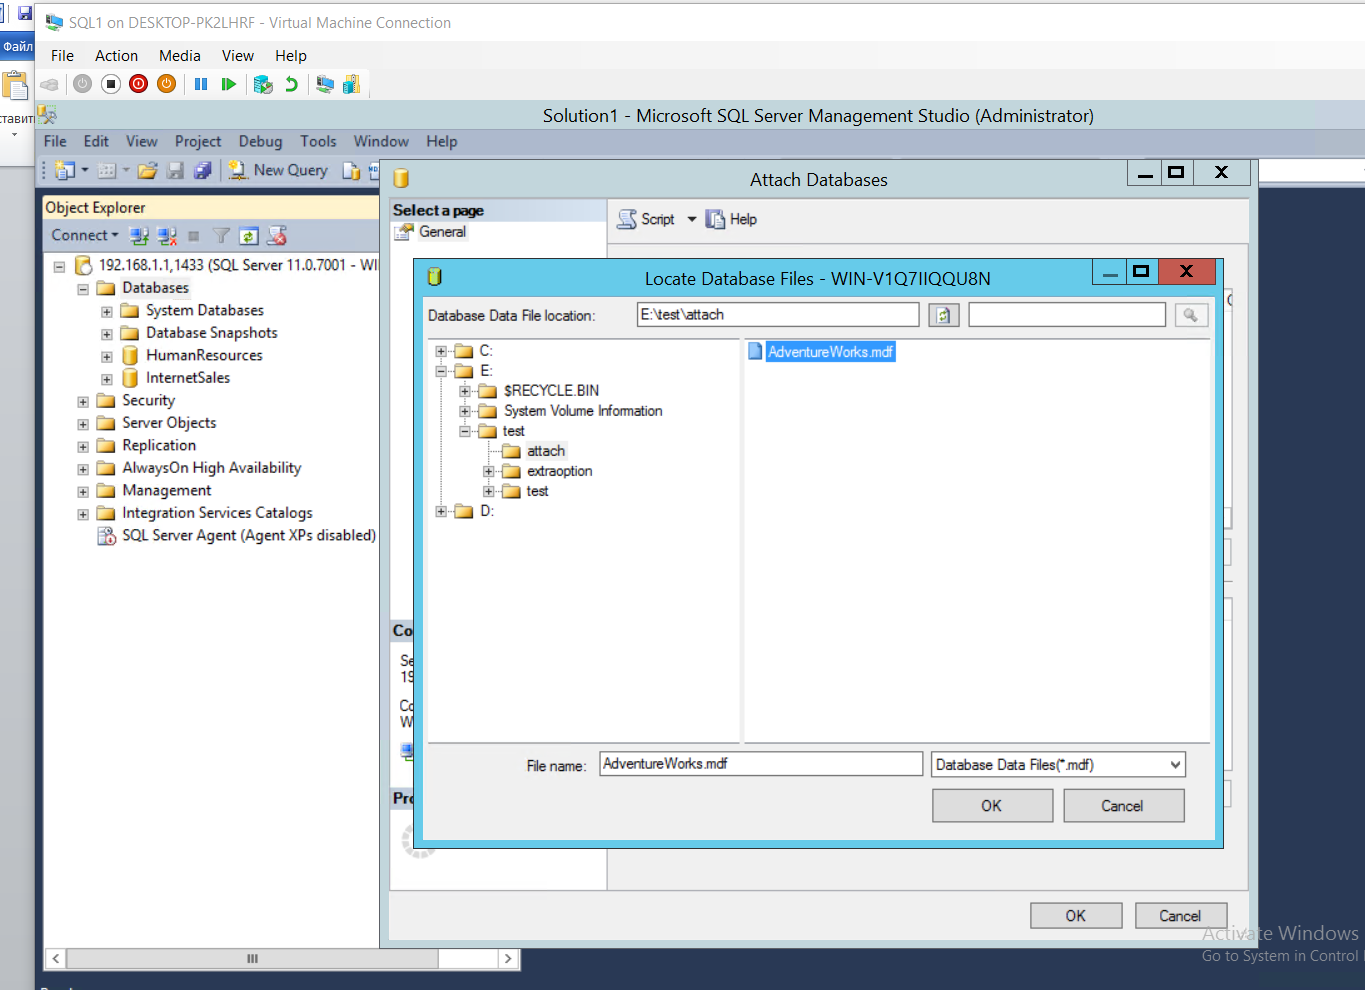 SQL1 on DESKTOP-PK2LHRF - Virtual Machine Connection
Файл
File Action Media View Help
Solution1 - Microsoft SQL Server Management Studio (Administrator)
File Edit View Project Debug Tools Window Help
New Query
Attach Databases
Object Explorer
Connect
Select a page
General
Script
Help
192.168.1.1,1433 (SQL Server 11.0.7001 - WI
Databases
System Databases
Database Snapshots
HumanResources
InternetSales
Security
Server Objects
Replication
AlwaysOn High Availability
Management
Integration Services Catalogs
SQL Server Agent (Agent XPs disabled)
Locate Database Files - WIN-V1Q7IIQQU8N
Database Data File location:
E:\test\attach
C:
E:
$RECYCLE.BIN
System Volume Information
test
attach
extraoption
test
D:
AdventureWorks.mdf
File name:
AdventureWorks.mdf
Database Data Files(*.mdf)
OK
Cancel
OK
Cancel
Activate Windows
Go to System in Control